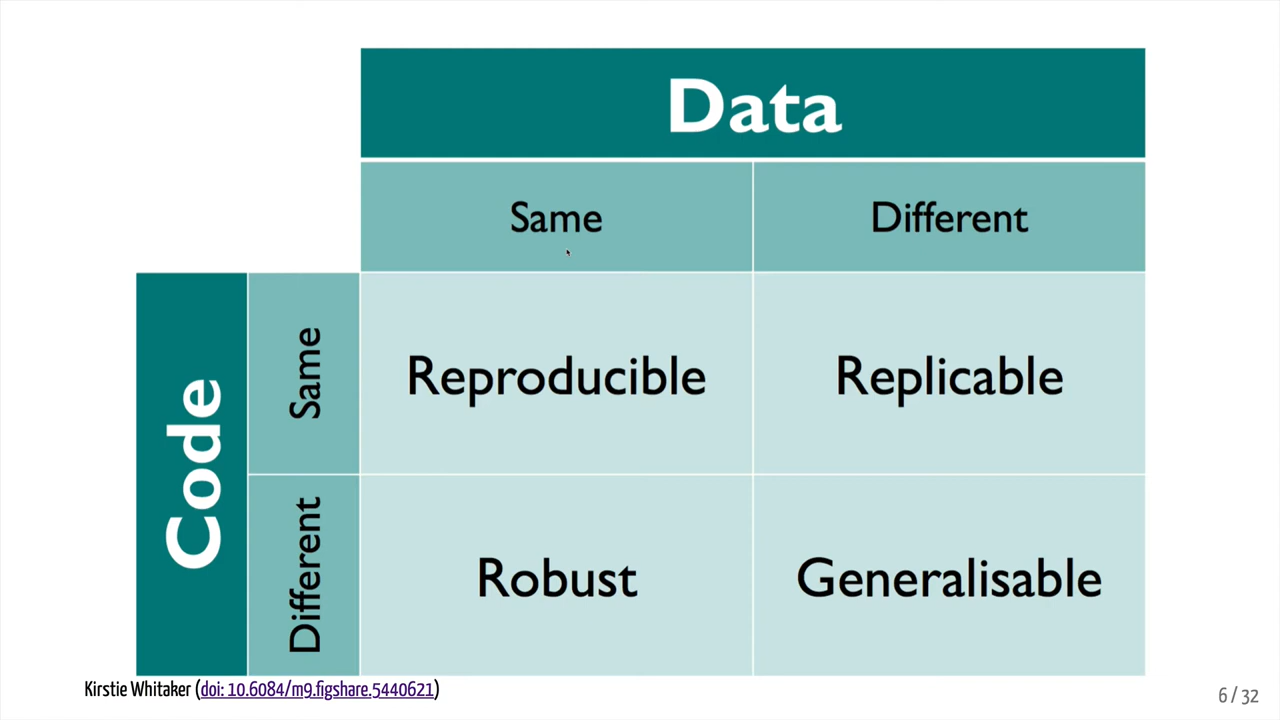 Data
Same
Different
Code
Same
Reproducible
Replicable
Different
Robust
Generalisable
Kirstie Whitaker (doi: 10.6084/m9.figshare.5440621)
6 / 32